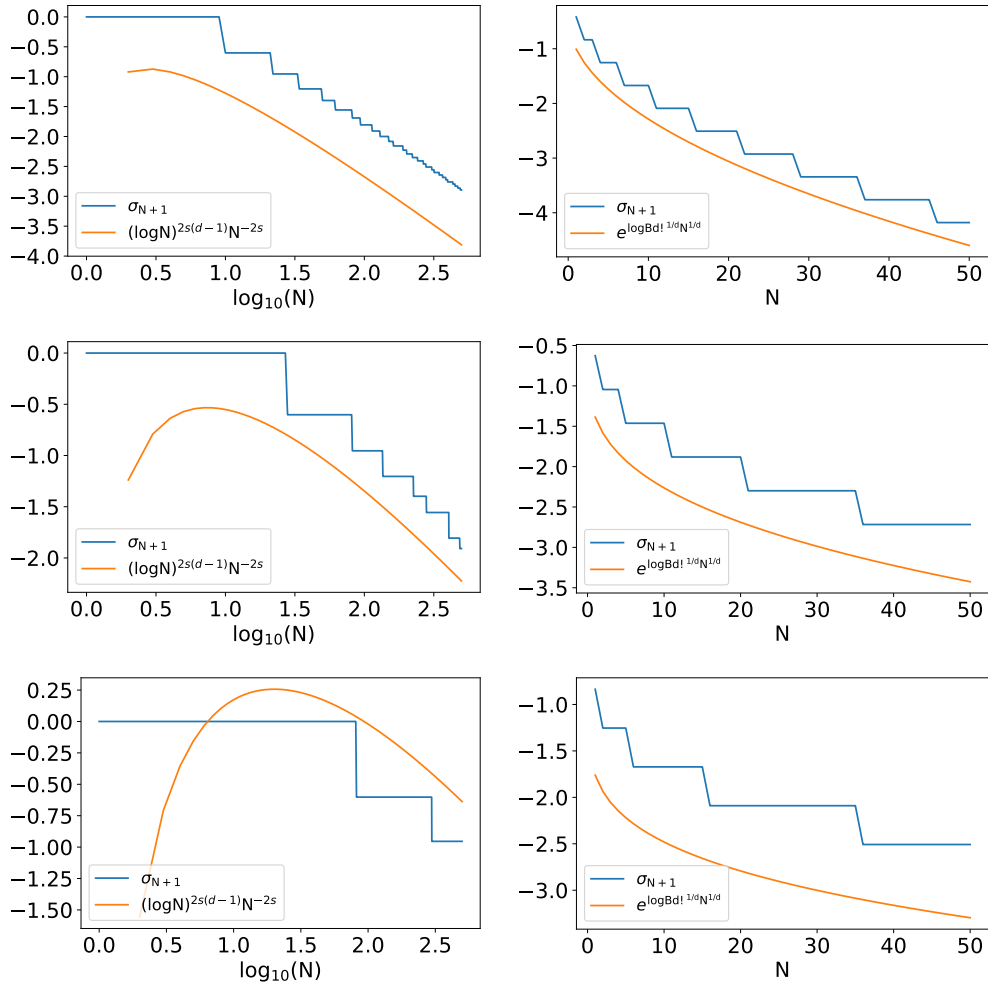 0.0
−0.5
−1.0
−1.5
−2.0
−2.5
−3.0
−3.5
−4.0
σN+1
(logN)^2s(d−1)N^−2s
0.0 0.5 1.0 1.5 2.0 2.5
log10(N)
−1
−2
−3
−4
σN+1
e^logBd!^1/dN^1/d
0 10 20 30 40 50
N
0.0
−0.5
−1.0
−1.5
−2.0
σN+1
(logN)^2s(d−1)N^−2s
0.0 0.5 1.0 1.5 2.0 2.5
log10(N)
−0.5
−1.0
−1.5
−2.0
−2.5
−3.0
−3.5
σN+1
e^logBd!^1/dN^1/d
0 10 20 30 40 50
N
0.25
0.00
−0.25
−0.50
−0.75
−1.00
−1.25
−1.50
σN+1
(logN)^2s(d−1)N^−2s
0.0 0.5 1.0 1.5 2.0 2.5
log10(N)
−1.0
−1.5
−2.0
−2.5
−3.0
σN+1
e^logBd!^1/dN^1/d
0 10 20 30 40 50
N